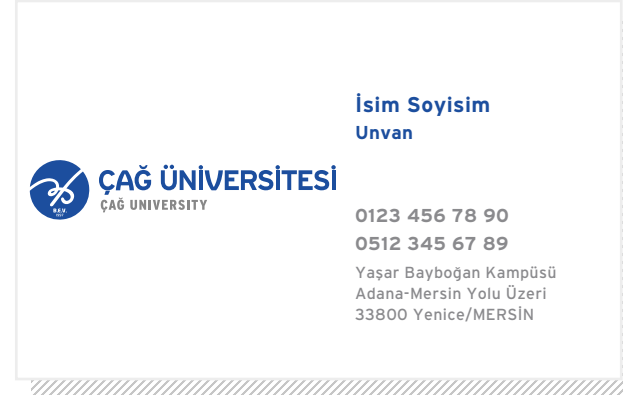 İsim Soyisim
Unvan
B.E.V.
1997
ÇAĞ ÜNİVERSİTESİ
ÇAĞ UNIVERSITY
0123 456 78 90
0512 345 67 89
Yaşar Bayboğan Kampüsü
Adana-Mersin Yolu Üzeri
33800 Yenice/MERSİN